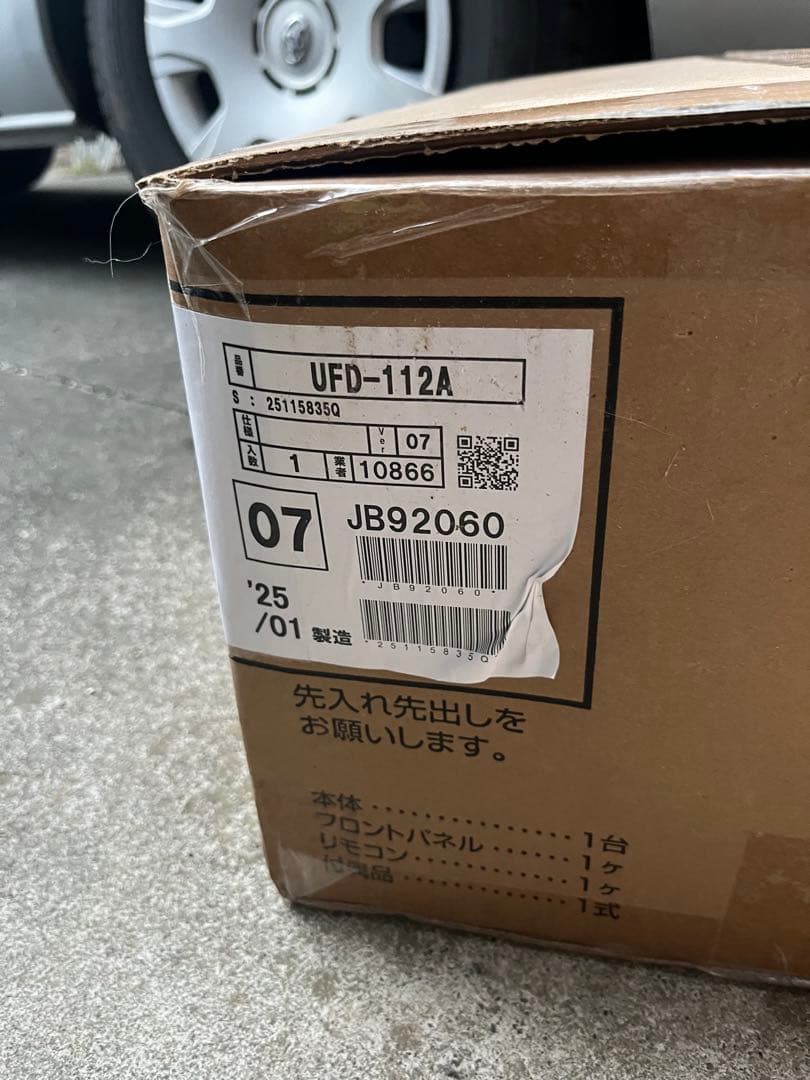 品番 UFD-112A
S : 25115835Q
仕様 Ver 07
入数 1 業者 10866
07 JB92060
*JB92060*
'25
/01 製造
*25115835Q
先入れ先出しを
お願いします。
本体 ................ 1台
フロントパネル ...... 1ヶ
リモコン ............ 1ヶ
付属品 .............. 1式